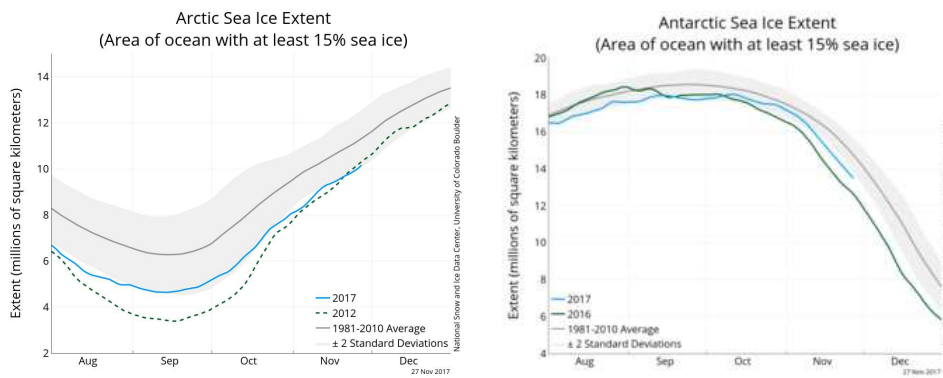 Arctic Sea Ice Extent
(Area of ocean with at least 15% sea ice)
Extent (millions of square kilometers)
14
12
10
8
6
4
2
Aug Sep Oct Nov Dec
2017
2012
1981-2010 Average
± 2 Standard Deviations
National Snow and Ice Data Center, University of Colorado Boulder
27 Nov 2017
Antarctic Sea Ice Extent
(Area of ocean with at least 15% sea ice)
Extent (millions of square kilometers)
20
18
16
14
12
10
8
6
4
Aug Sep Oct Nov Dec
2017
2016
1981-2010 Average
± 2 Standard Deviations
27 Nov 2017